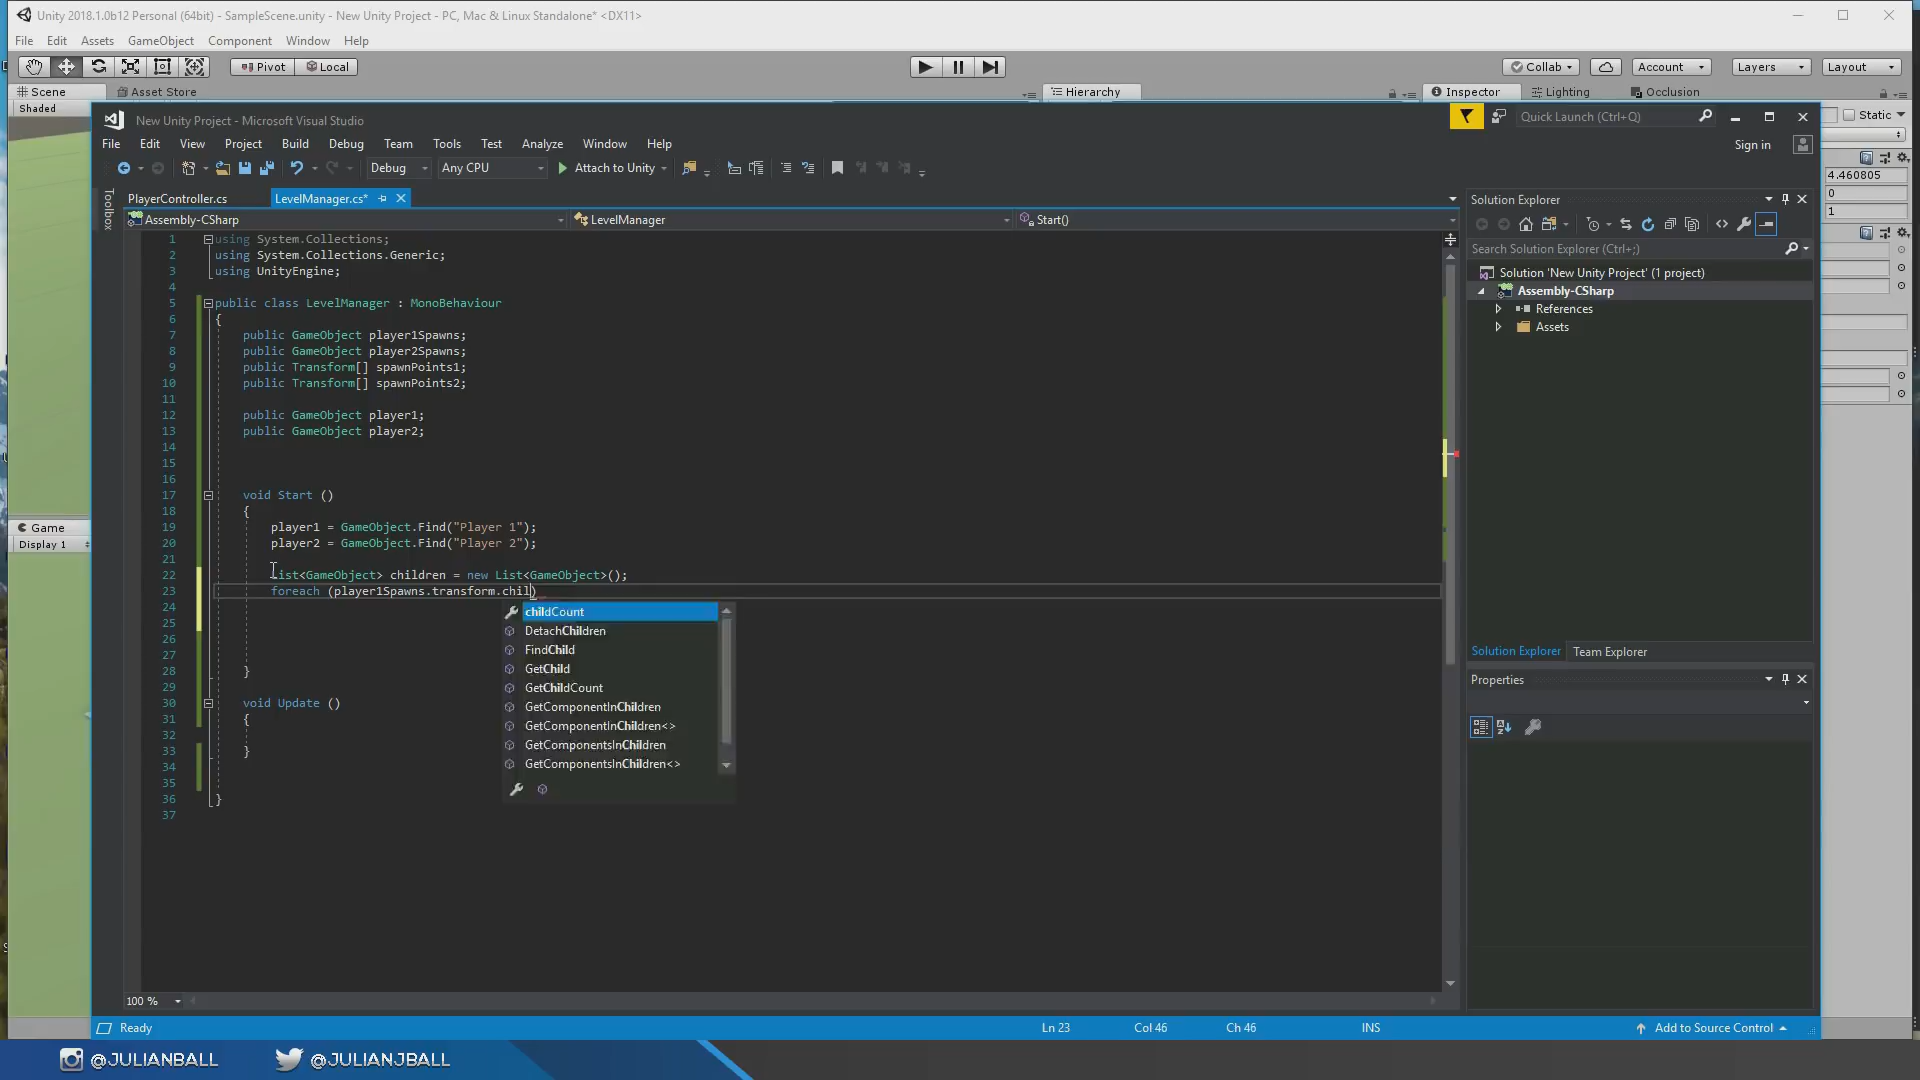 Unity 2018.1.0b12 Personal (64bit) - SampleScene.unity - New Unity Project - PC, Mac & Linux Standalone* <DX11>
File Edit Assets GameObject Component Window Help
Pivot Local Collab Account Layers Layout
Scene Asset Store Hierarchy Inspector Lighting Occlusion
Shaded Static
New Unity Project - Microsoft Visual Studio Quick Launch (Ctrl+Q)
File Edit View Project Build Debug Team Tools Test Analyze Window Help Sign in
Debug Any CPU Attach to Unity
4.460805
0
1
Toolbox
PlayerController.cs LevelManager.cs*
Assembly-CSharp LevelManager Start()
1 using System.Collections;
2 using System.Collections.Generic;
3 using UnityEngine;
4
5 public class LevelManager : MonoBehaviour
6 {
7 public GameObject player1Spawns;
8 public GameObject player2Spawns;
9 public Transform[] spawnPoints1;
10 public Transform[] spawnPoints2;
11
12 public GameObject player1;
13 public GameObject player2;
14
15
16
17 void Start ()
18 {
19 player1 = GameObject.Find("Player 1");
20 player2 = GameObject.Find("Player 2");
21
22 List<GameObject> children = new List<GameObject>();
23 foreach (player1Spawns.transform.chil)
24
25
26
27
28 }
29
30 void Update ()
31 {
32
33 }
34
35
36 }
37
childCount
DetachChildren
FindChild
GetChild
GetChildCount
GetComponentInChildren
GetComponentInChildren<>
GetComponentsInChildren
GetComponentsInChildren<>
Game
Display 1
Solution Explorer
Search Solution Explorer (Ctrl+;)
Solution 'New Unity Project' (1 project)
Assembly-CSharp
References
Assets
Solution Explorer Team Explorer
Properties
100 %
Ready Ln 23 Col 46 Ch 46 INS Add to Source Control
@JULIANBALL @JULIANJBALL